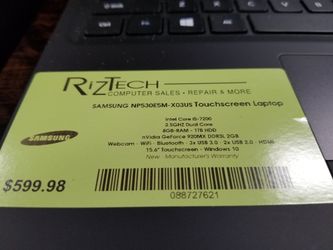 RIZTECH
COMPUTER SALES • REPAIR & MORE
SAMSUNG NP530E5M-X03US Touchscreen Laptop
Intel Core i5-7200
2.5GHZ Dual Core
8GB-RAM - 1TB HDD
nVidia Geforce 920MX DDR3L 2GB
Webcam - WiFi - Bluetooth - 3x USB 3.0 - 2x USB 2.0 - HDMI
15.6" Touchscreen - Windows 10
New - Manufacturer's Warranty
SAMSUNG
$599.98
088727621